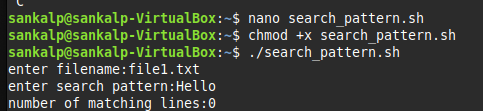 C
sankalp@sankalp-VirtualBox:~$ nano search_pattern.sh
sankalp@sankalp-VirtualBox:~$ chmod +x search_pattern.sh
sankalp@sankalp-VirtualBox:~$ ./search_pattern.sh
enter filename:file1.txt
enter search pattern:Hello
number of matching lines:0